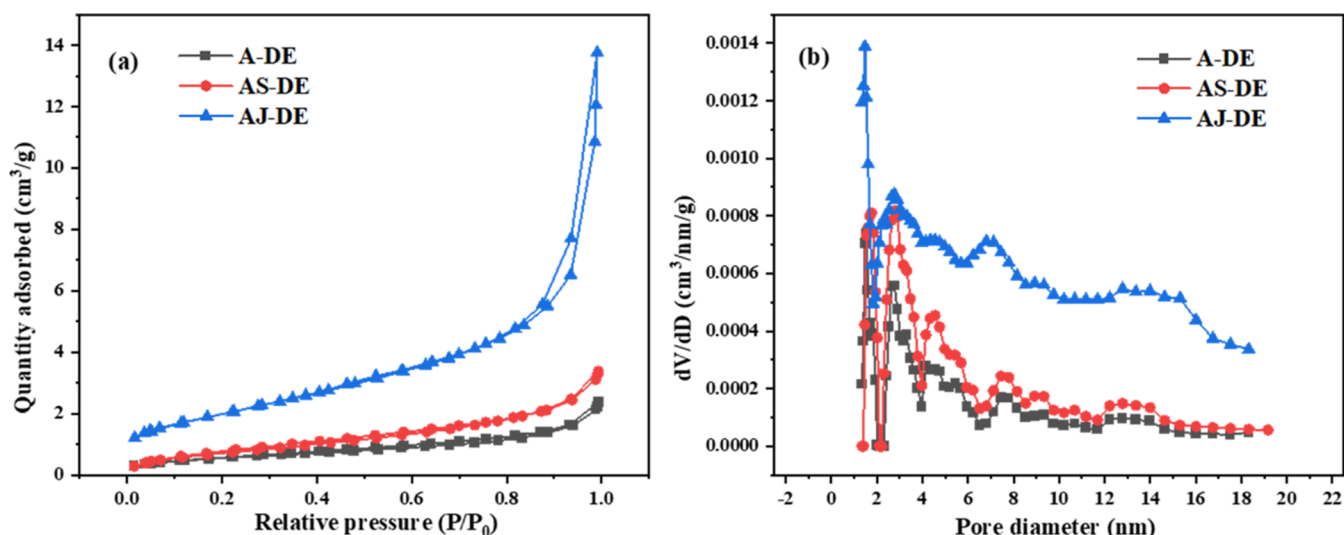 (a)
A-DE
AS-DE
AJ-DE
Quantity adsorbed (cm³/g)
14
12
10
8
6
4
2
0
0.0 0.2 0.4 0.6 0.8 1.0
Relative pressure (P/P₀)
(b)
A-DE
AS-DE
AJ-DE
dV/dD (cm³/nm/g)
0.0014
0.0012
0.0010
0.0008
0.0006
0.0004
0.0002
0.0000
-2 0 2 4 6 8 10 12 14 16 18 20 22
Pore diameter (nm)